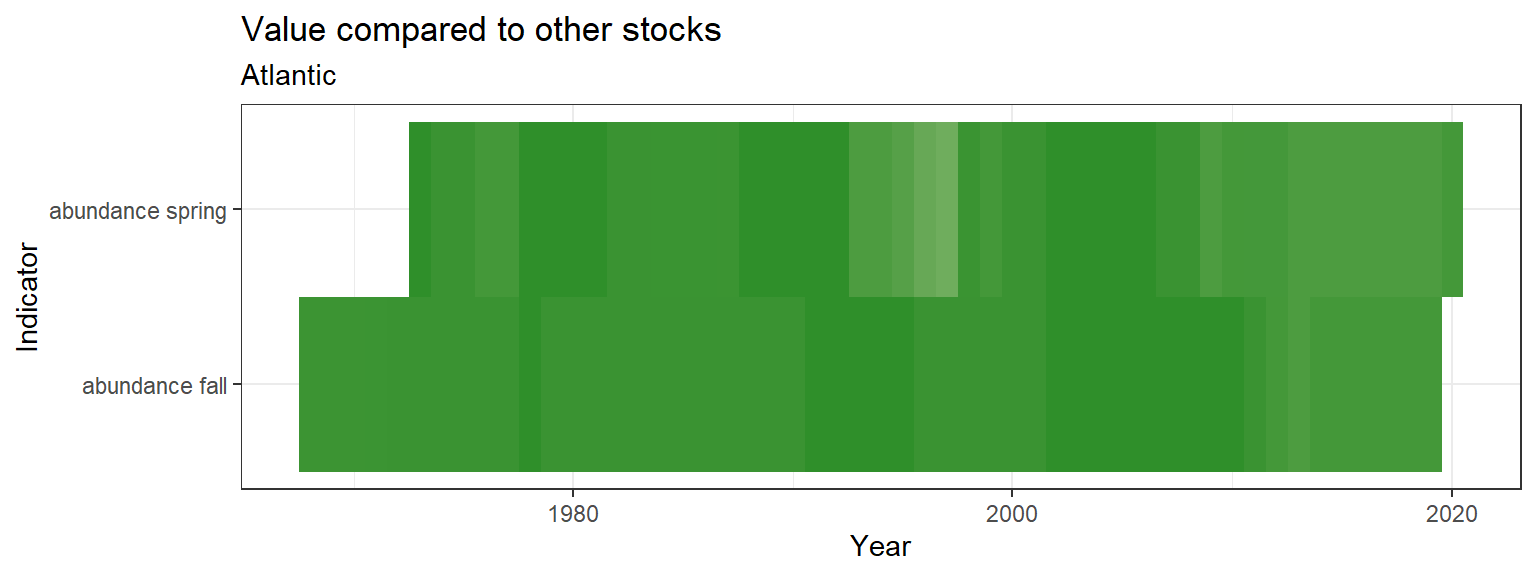 Value compared to other stocks
Atlantic
abundance spring
abundance fall
Indicator
1980
2000
2020
Year